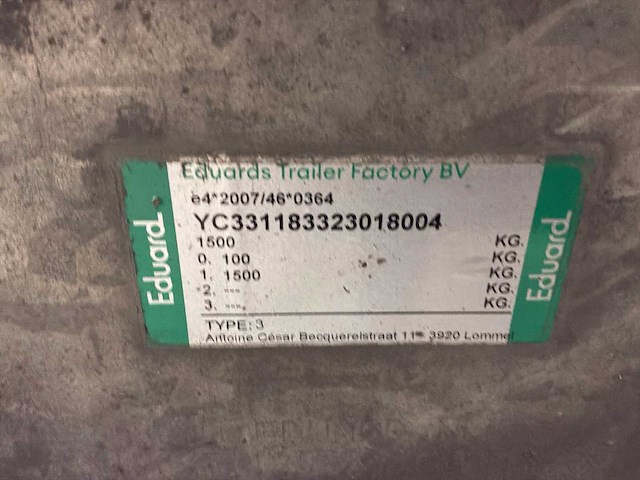 Eduards Trailer Factory BV
e4*2007/46*0364
YC331183323018004
1500 KG.
0. 100 KG.
1. 1500 KG.
2. --- KG.
3. --- KG.
TYPE: 3
Antoine César Becquerelstraat 11 3920 Lommel
Eduard
Eduard